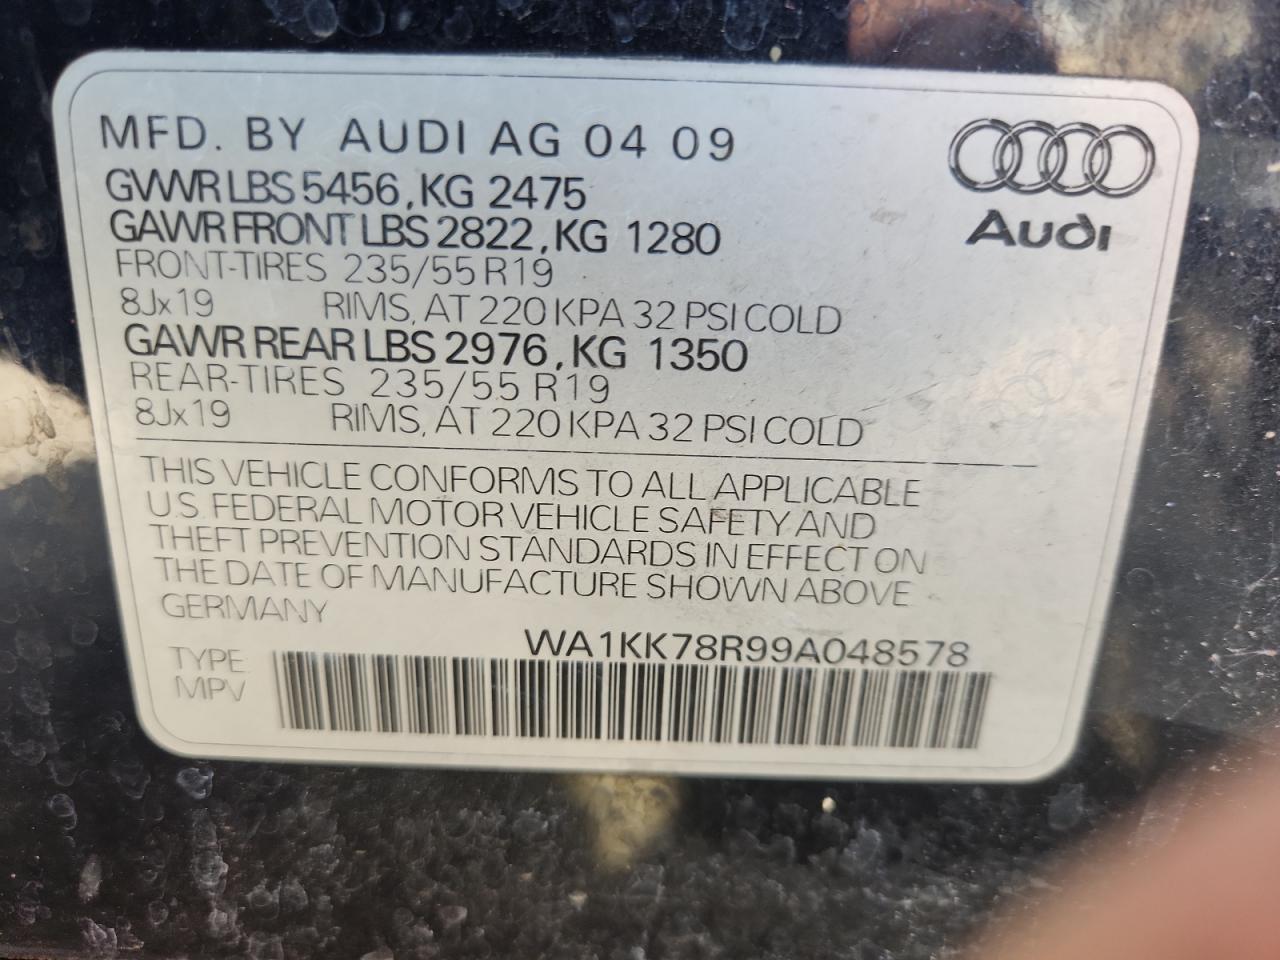 MFD. BY AUDI AG 04 09
GVWR LBS 5456, KG 2475
GAWR FRONT LBS 2822, KG 1280
FRONT-TIRES 235/55 R19
8Jx19 RIMS, AT 220 KPA 32 PSI COLD
GAWR REAR LBS 2976, KG 1350
REAR-TIRES 235/55 R19
8Jx19 RIMS, AT 220 KPA 32 PSI COLD
Audi
THIS VEHICLE CONFORMS TO ALL APPLICABLE
U.S. FEDERAL MOTOR VEHICLE SAFETY AND
THEFT PREVENTION STANDARDS IN EFFECT ON
THE DATE OF MANUFACTURE SHOWN ABOVE
GERMANY
WA1KK78R99A048578
TYPE
MPV